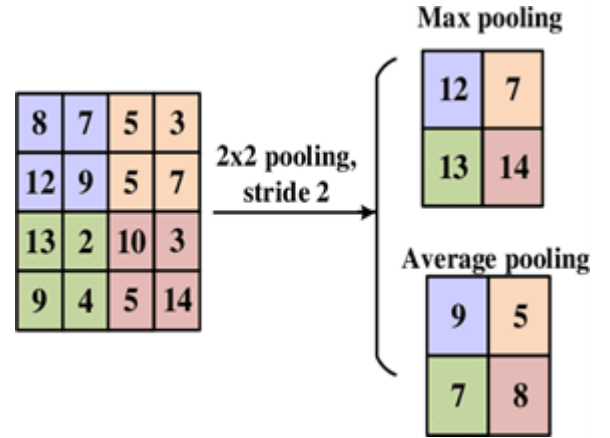 Max pooling
12 7
13 14
8 7 5 3
12 9 5 7
13 2 10 3
9 4 5 14
2x2 pooling,
stride 2
Average pooling
9 5
7 8